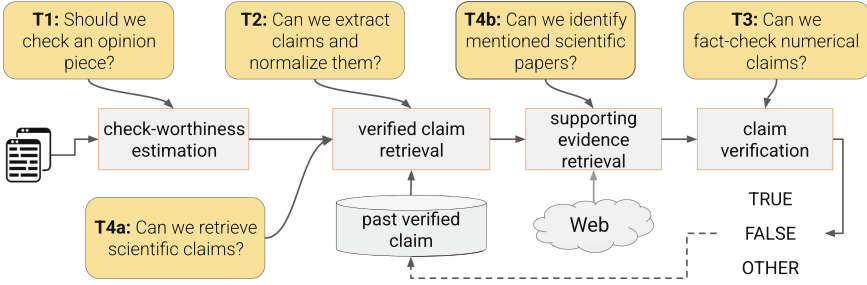 T1: Should we
check an opinion
piece?
T2: Can we extract
claims and
normalize them?
T4b: Can we identify
mentioned scientific
papers?
T3: Can we
fact-check numerical
claims?
check-worthiness
estimation
verified claim
retrieval
supporting
evidence
retrieval
claim
verification
T4a: Can we retrieve
scientific claims?
past verified
claim
Web
TRUE
FALSE
OTHER